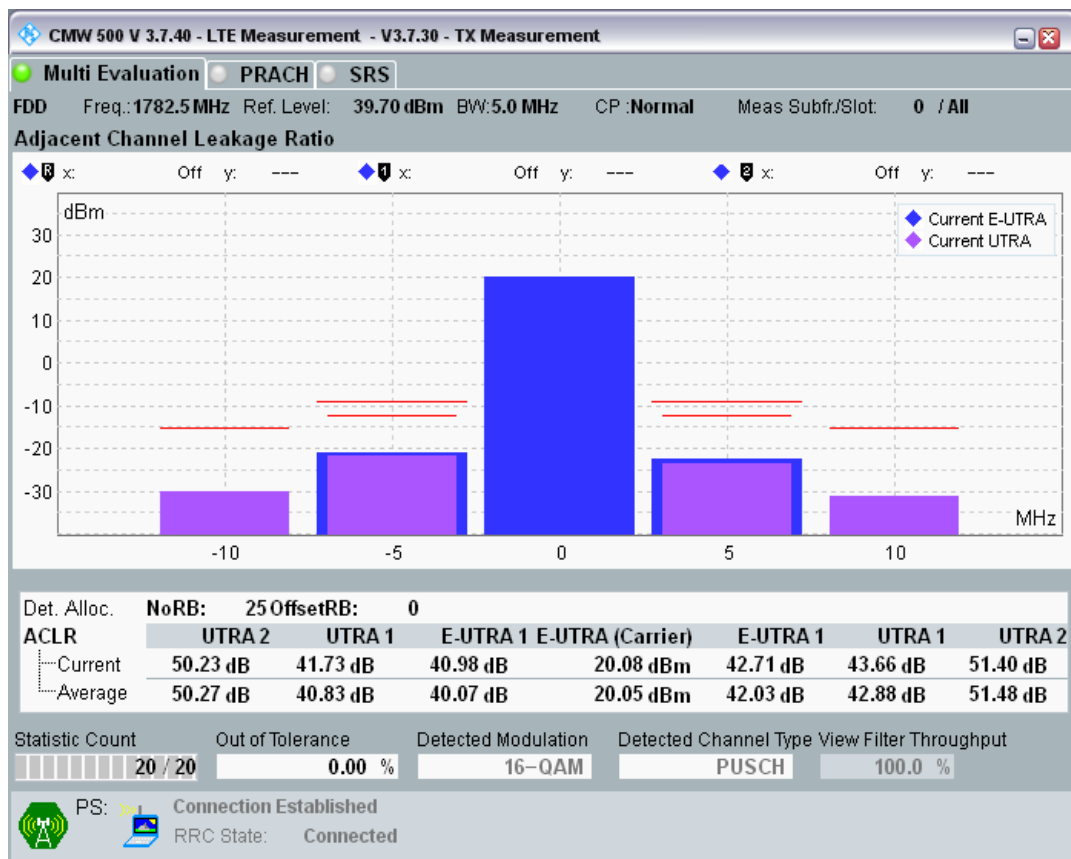 CMW 500 V 3.7.40 - LTE Measurement - V3.7.30 - TX Measurement
Multi Evaluation PRACH SRS
FDD Freq.:1782.5 MHz Ref. Level: 39.70 dBm BW:5.0 MHz CP :Normal Meas Subfr./Slot: 0 / All
Adjacent Channel Leakage Ratio
R x: Off y: --- 1 x: Off y: --- 2 x: Off y: ---
dBm
Current E-UTRA
Current UTRA
30
20
10
0
-10
-20
-30
MHz
-10 -5 0 5 10
Det. Alloc. NoRB: 25 OffsetRB: 0
ACLR UTRA 2 UTRA 1 E-UTRA 1 E-UTRA (Carrier) E-UTRA 1 UTRA 1 UTRA 2
Current 50.23 dB 41.73 dB 40.98 dB 20.08 dBm 42.71 dB 43.66 dB 51.40 dB
Average 50.27 dB 40.83 dB 40.07 dB 20.05 dBm 42.03 dB 42.88 dB 51.48 dB
Statistic Count Out of Tolerance Detected Modulation Detected Channel Type View Filter Throughput
20 / 20 0.00 % 16-QAM PUSCH 100.0 %
PS: Connection Established
RRC State: Connected